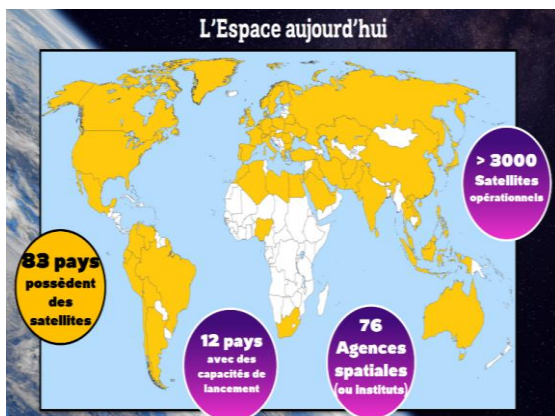 L'Espace aujourd'hui
> 3000
Satellites
opérationnels
83 pays
possèdent
des
satellites
12 pays
avec des
capacités de
lancement
76
Agences
spatiales
(ou instituts)